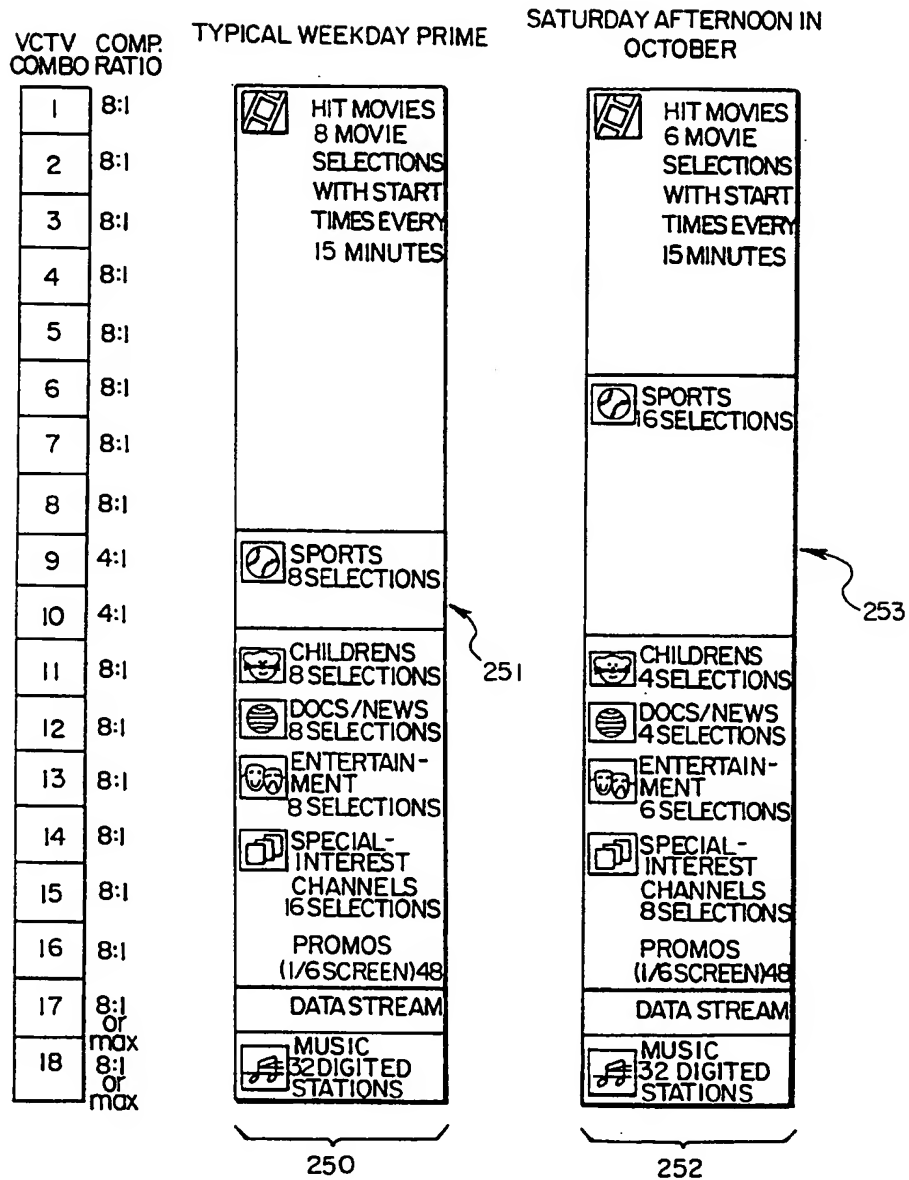 VCTV COMP.
COMBO RATIO
1 8:1
2 8:1
3 8:1
4 8:1
5 8:1
6 8:1
7 8:1
8 8:1
9 4:1
10 4:1
11 8:1
12 8:1
13 8:1
14 8:1
15 8:1
16 8:1
17 8:1
or
max
18 8:1
or
max
TYPICAL WEEKDAY PRIME
HIT MOVIES
8 MOVIE
SELECTIONS
WITH START
TIMES EVERY
15 MINUTES
SPORTS
8 SELECTIONS
251
CHILDRENS
8 SELECTIONS
DOCS/NEWS
8 SELECTIONS
ENTERTAIN-
MENT
8 SELECTIONS
SPECIAL-
INTEREST
CHANNELS
16 SELECTIONS
PROMOS
(1/6 SCREEN) 48
DATA STREAM
MUSIC
32 DIGITED
STATIONS
250
SATURDAY AFTERNOON IN
OCTOBER
HIT MOVIES
6 MOVIE
SELECTIONS
WITH START
TIMES EVERY
15 MINUTES
SPORTS
16 SELECTIONS
253
CHILDRENS
4 SELECTIONS
DOCS/NEWS
4 SELECTIONS
ENTERTAIN-
MENT
6 SELECTIONS
SPECIAL-
INTEREST
CHANNELS
8 SELECTIONS
PROMOS
(1/6 SCREEN) 48
DATA STREAM
MUSIC
32 DIGITED
STATIONS
252